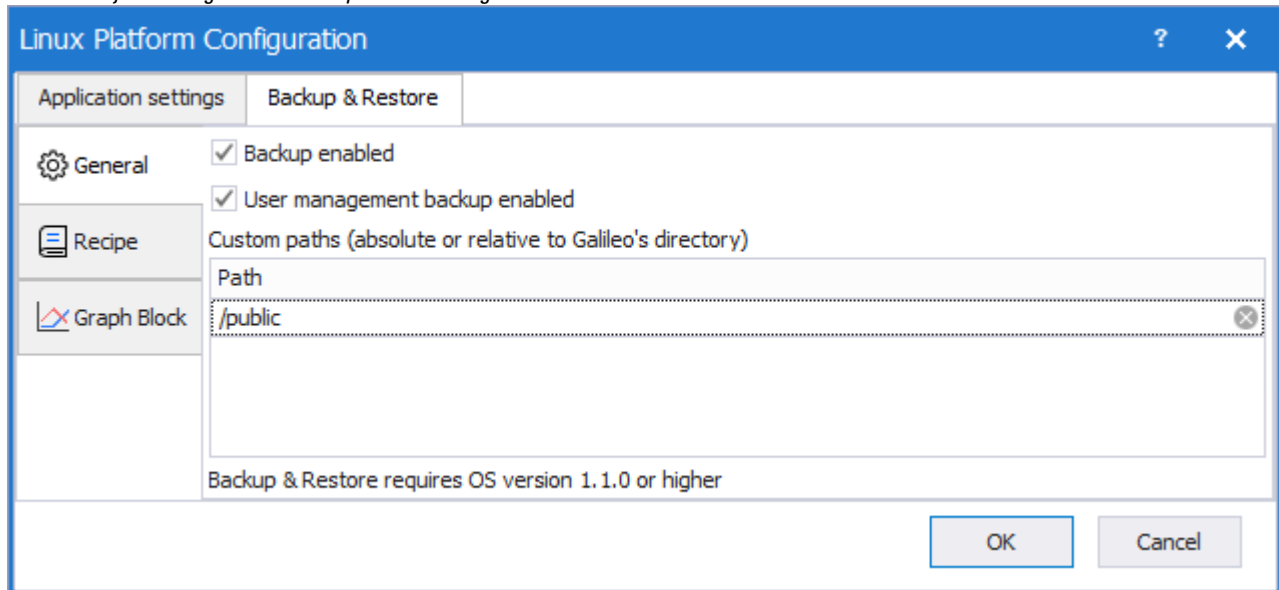 Linux Platform Configuration ?
Application settings Backup & Restore
General
Backup enabled
User management backup enabled
Recipe
Custom paths (absolute or relative to Galileo's directory)
Path
Graph Block
/public
Backup & Restore requires OS version 1.1.0 or higher
OK Cancel